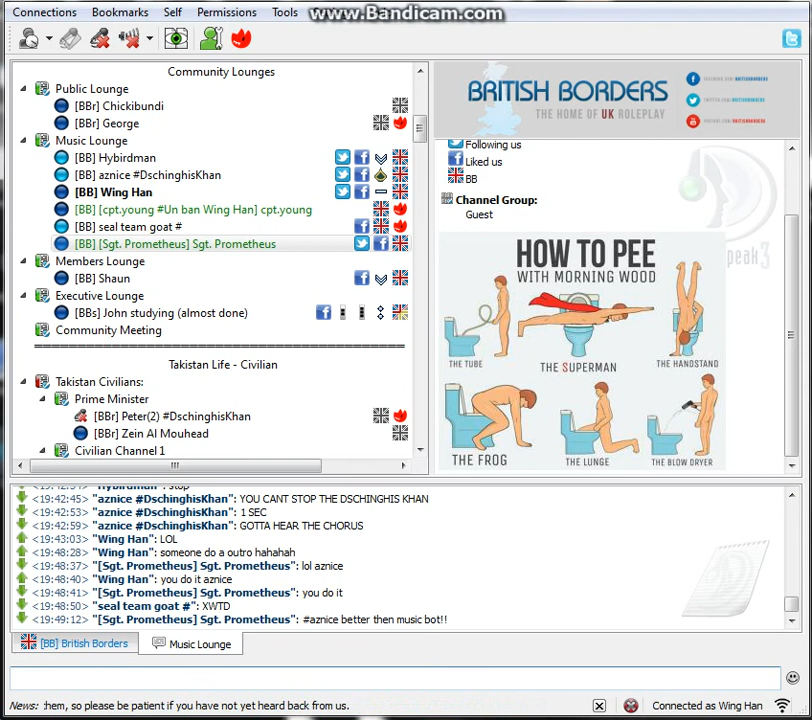 www.Bandicam.com
Connections Bookmarks Self Permissions Tools
Community Lounges
Public Lounge
[BBr] Chickibundi
[BBr] George
Music Lounge
[BB] Hybirdman
[BB] aznice #DschinghisKhan
[BB] Wing Han
[BB] [cpt.young #Un ban Wing Han] cpt.young
[BB] seal team goat #
[BB] [Sgt. Prometheus] Sgt. Prometheus
Members Lounge
[BB] Shaun
Executive Lounge
[BBs] John studying (almost done)
Community Meeting
Takistan Life - Civilian
Takistan Civilians:
Prime Minister
[BBr] Peter(2) #DschinghisKhan
[BBr] Zein Al Mouhead
Civilian Channel 1
BRITISH BORDERS
THE HOME OF UK ROLEPLAY
Following us
Liked us
BB
Channel Group:
Guest
peak3
HOW TO PEE
WITH MORNING WOOD
THE TUBE
THE SUPERMAN
THE HANDSTAND
THE FROG
THE LUNGE
THE BLOW DRYER
<19:42:45> "aznice #DschinghisKhan": YOU CANT STOP THE DSCHINGHIS KHAN
<19:42:53> "aznice #DschinghisKhan": 1 SEC
<19:42:59> "aznice #DschinghisKhan": GOTTA HEAR THE CHORUS
<19:43:03> "Wing Han": LOL
<19:48:28> "Wing Han": someone do a outro hahahah
<19:48:37> "[Sgt. Prometheus] Sgt. Prometheus": lol aznice
<19:48:40> "Wing Han": you do it aznice
<19:48:41> "[Sgt. Prometheus] Sgt. Prometheus": you do it
<19:48:50> "seal team goat #": XWTD
<19:49:12> "[Sgt. Prometheus] Sgt. Prometheus": #aznice better then music bot!!
[BB] British Borders
Music Lounge
News: them, so please be patient if you have not yet heard back from us.
Connected as Wing Han